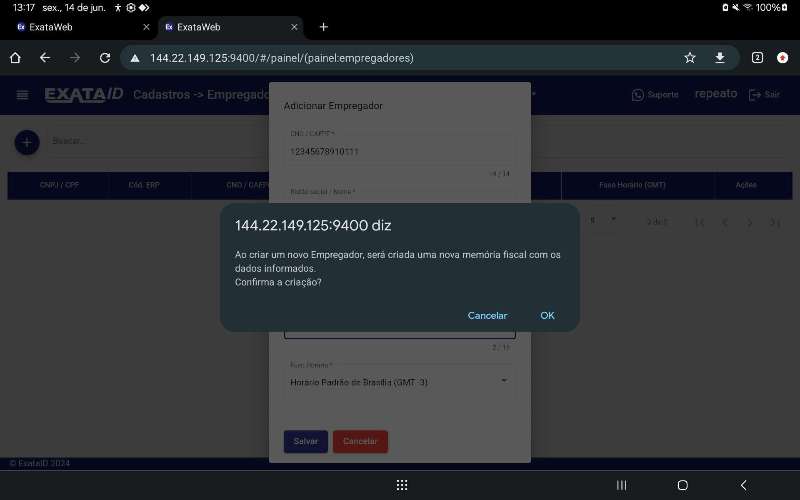 13:17 sex., 14 de jun.
100%
ExataWeb
ExataWeb
144.22.149.125:9400/#/painel/(painel:empregadores)
2
EXATAID Cadastros -> Empregado
Suporte
repeato
Sair
Adicionar Empregador
CNO / CAEPF *
12345678910111
14 / 14
Buscar...
Razão social / Nome *
CNPJ / CPF
Cód. ERP
CNO / CAEPF
Fuso Horário (GMT)
Ações
144.22.149.125:9400 diz
Ao criar um novo Empregador, será criada uma nova memória fiscal com os
dados informados.
Confirma a criação?
Cancelar
OK
Fuso Horário *
Horário Padrão de Brasília (GMT -3)
Salvar
Cancelar
© ExataID 2024